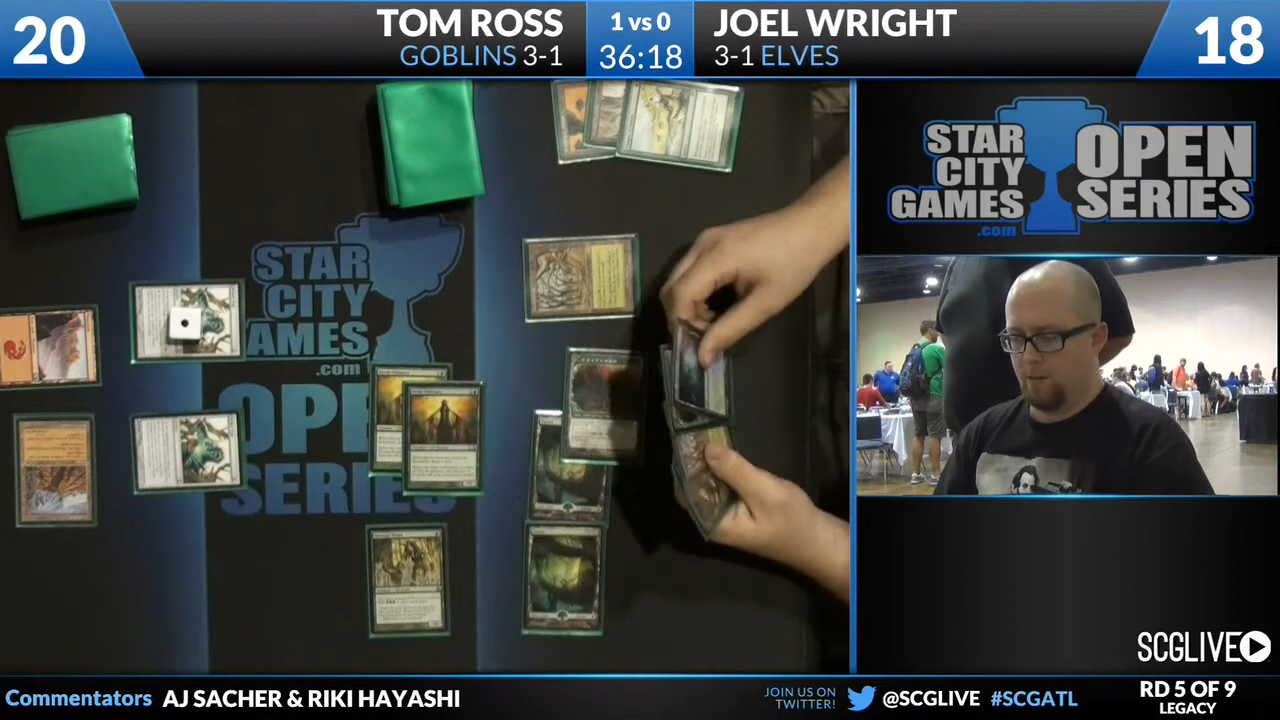 20
TOM ROSS
GOBLINS 3-1
1 vs 0
36:18
JOEL WRIGHT
3-1 ELVES
18
STAR
CITY
GAMES
.com
OPEN
SERIES
STAR
CITY
GAMES
.com
OPE
SERIES
SCGLIVE
Commentators AJ SACHER & RIKI HAYASHI
JOIN US ON
TWITTER!
@SCGLIVE #SCGATL
RD 5 OF 9
LEGACY